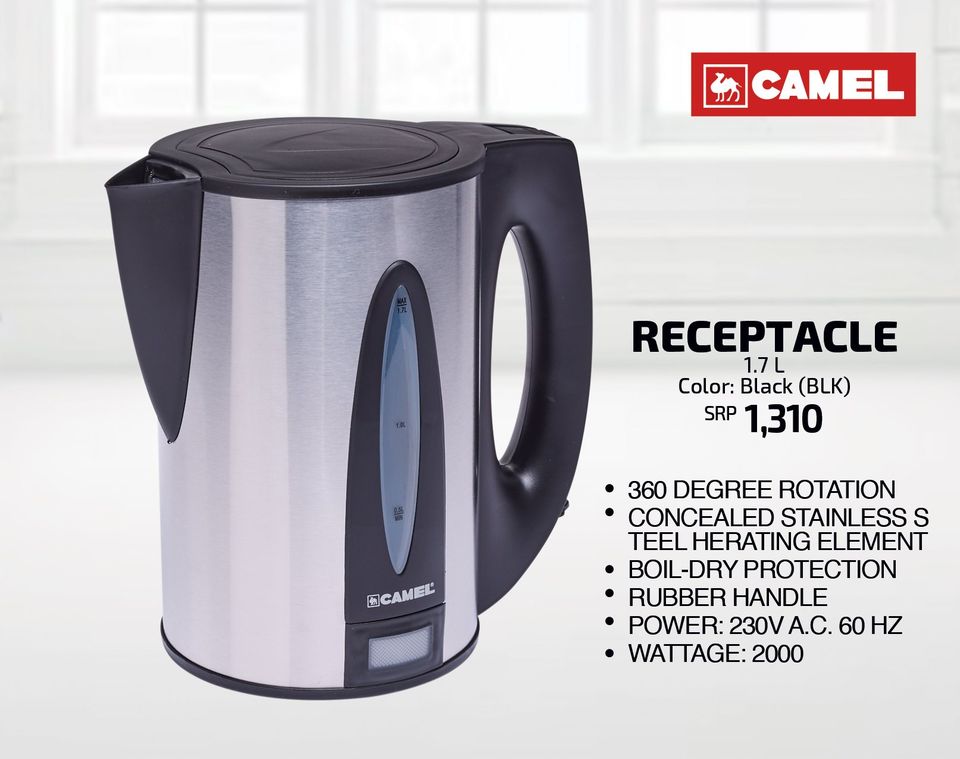 CAMEL
MAX
1.7L
1.0L
0.5L
MIN
CAMEL®
RECEPTACLE
1.7 L
Color: Black (BLK)
SRP 1,310
• 360 DEGREE ROTATION
• CONCEALED STAINLESS S
TEEL HERATING ELEMENT
• BOIL-DRY PROTECTION
• RUBBER HANDLE
• POWER: 230V A.C. 60 HZ
• WATTAGE: 2000